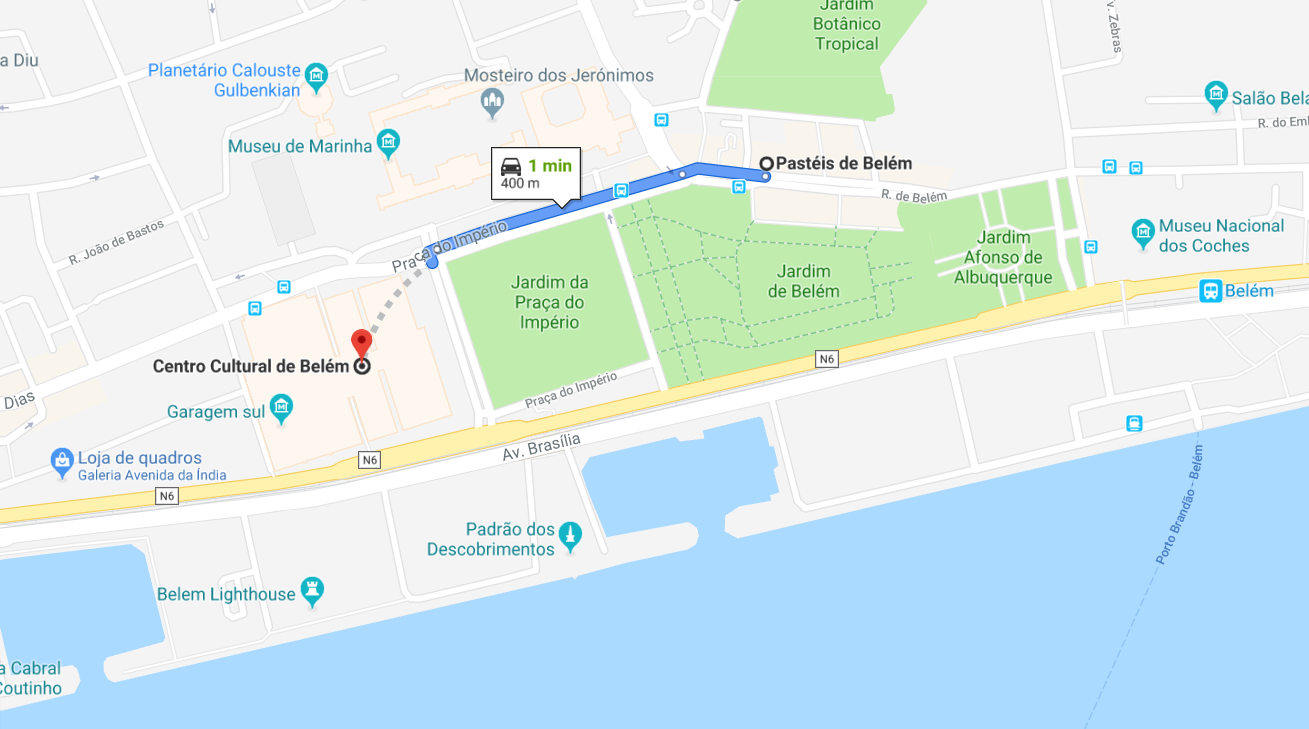 Jardim
Botânico
Tropical
Av. Zebras
a Diu
Planetário Calouste
Gulbenkian
Mosteiro dos Jerónimos
Salão Bela
R. do Emb
Museu de Marinha
1 min
400 m
Pastéis de Belém
R. de Belém
R. João de Bastos
Praça do Império
Museu Nacional
dos Coches
Jardim
Afonso de
Albuquerque
Jardim da
Praça do
Império
Jardim
de Belém
Belém
N6
Centro Cultural de Belém
Praça do Império
Dias
Garagem sul
Av. Brasília
N6
Loja de quadros
Galeria Avenida da Índia
N6
Porto Brandão - Belém
Padrão dos
Descobrimentos
Belem Lighthouse
a Cabral
Coutinho